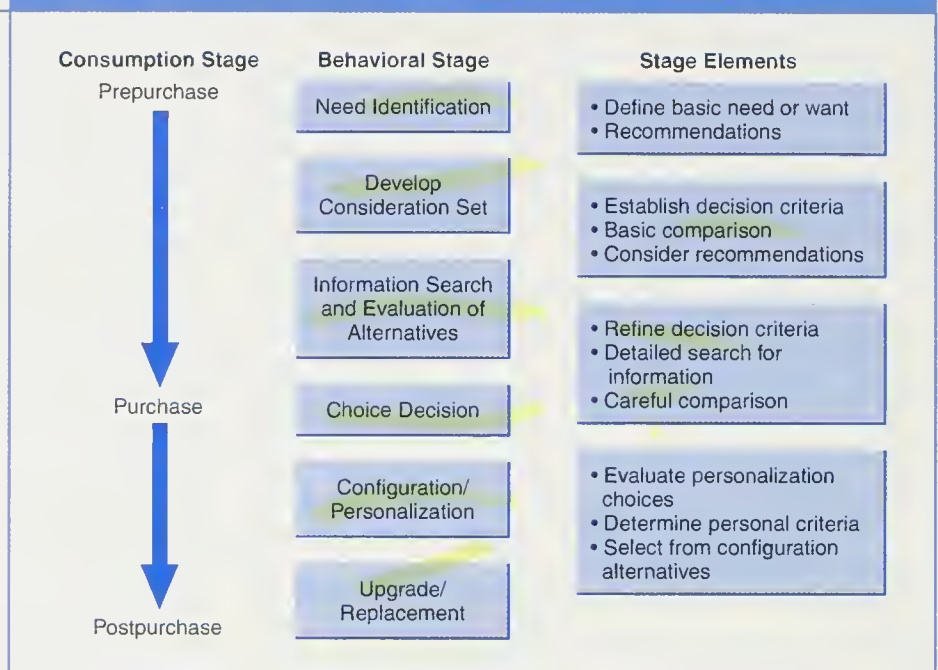 Consumption Stage
Prepurchase
Purchase
Postpurchase
Behavioral Stage
Need Identification
Develop
Consideration Set
Information Search
and Evaluation of
Alternatives
Choice Decision
Configuration/
Personalization
Upgrade/
Replacement
Stage Elements
• Define basic need or want
• Recommendations
• Establish decision criteria
• Basic comparison
• Consider recommendations
• Refine decision criteria
• Detailed search for
information
• Careful comparison
• Evaluate personalization
choices
• Determine personal criteria
• Select from configuration
alternatives